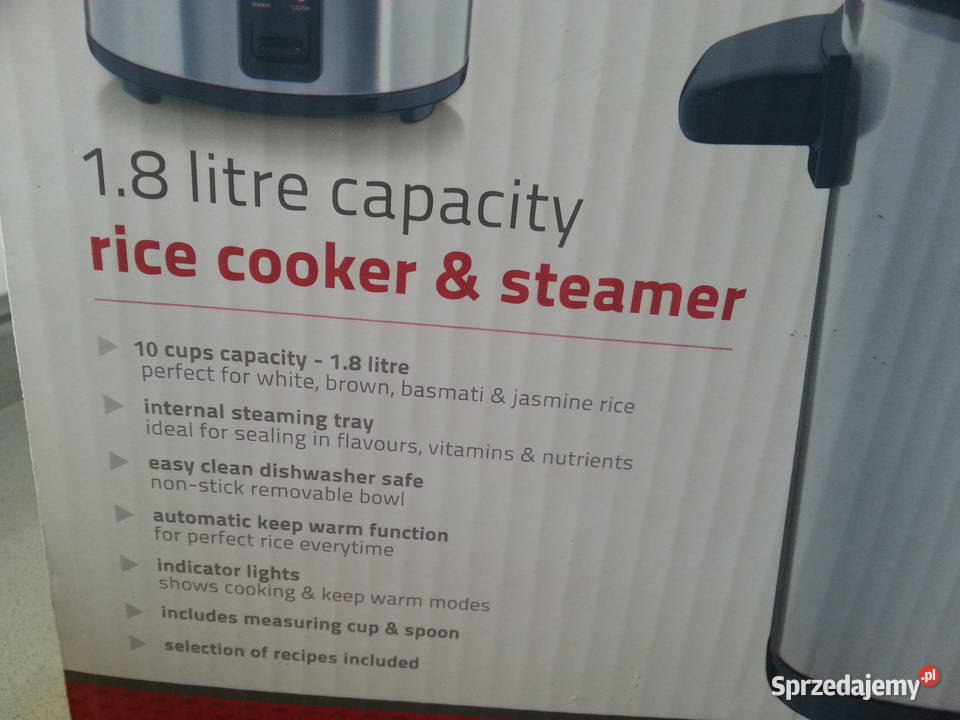 WARM COOK
1.8 litre capacity
rice cooker & steamer
10 cups capacity - 1.8 litre
perfect for white, brown, basmati & jasmine rice
internal steaming tray
ideal for sealing in flavours, vitamins & nutrients
easy clean dishwasher safe
non-stick removable bowl
automatic keep warm function
for perfect rice everytime
indicator lights
shows cooking & keep warm modes
includes measuring cup & spoon
selection of recipes included
Sprzedajemy.pl